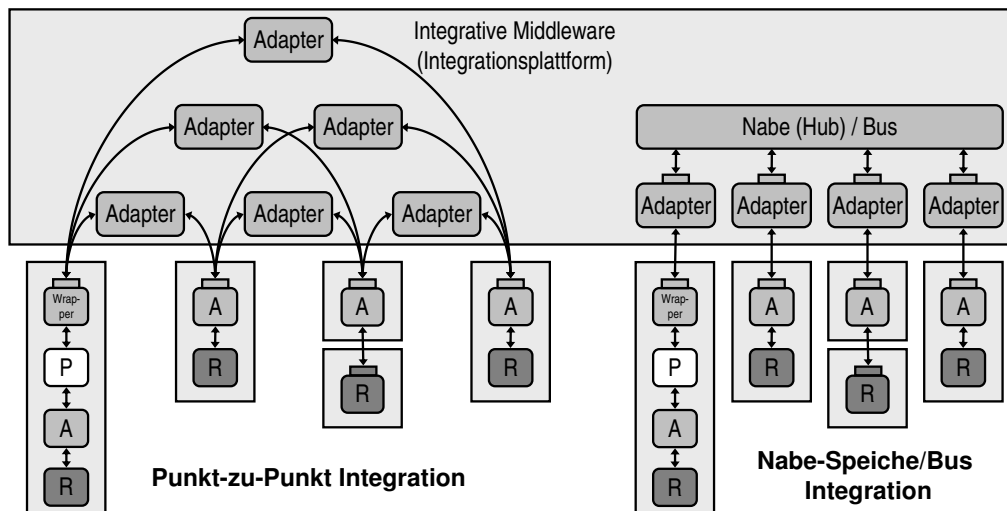 Integrative Middleware
(Integrationsplattform)
Adapter
Adapter
Adapter
Adapter
Adapter
Adapter
Nabe (Hub) / Bus
Adapter
Adapter
Adapter
Adapter
Wrap-
per
P
A
R
A
R
A
R
A
R
Punkt-zu-Punkt Integration
Wrap-
per
P
A
R
A
R
A
R
A
R
Nabe-Speiche/Bus
Integration